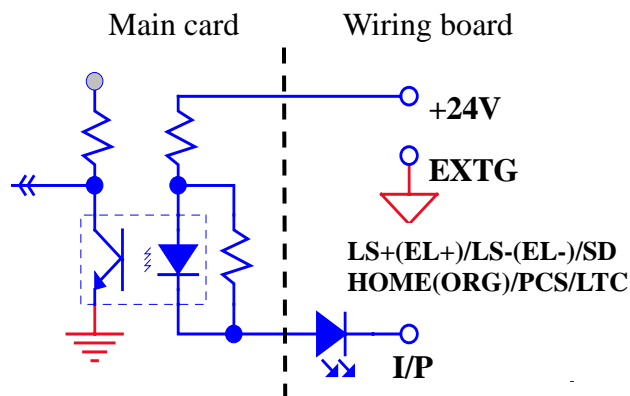 Main card Wiring board
+24V
EXTG
LS+(EL+)/LS-(EL-)/SD
HOME(ORG)/PCS/LTC
I/P